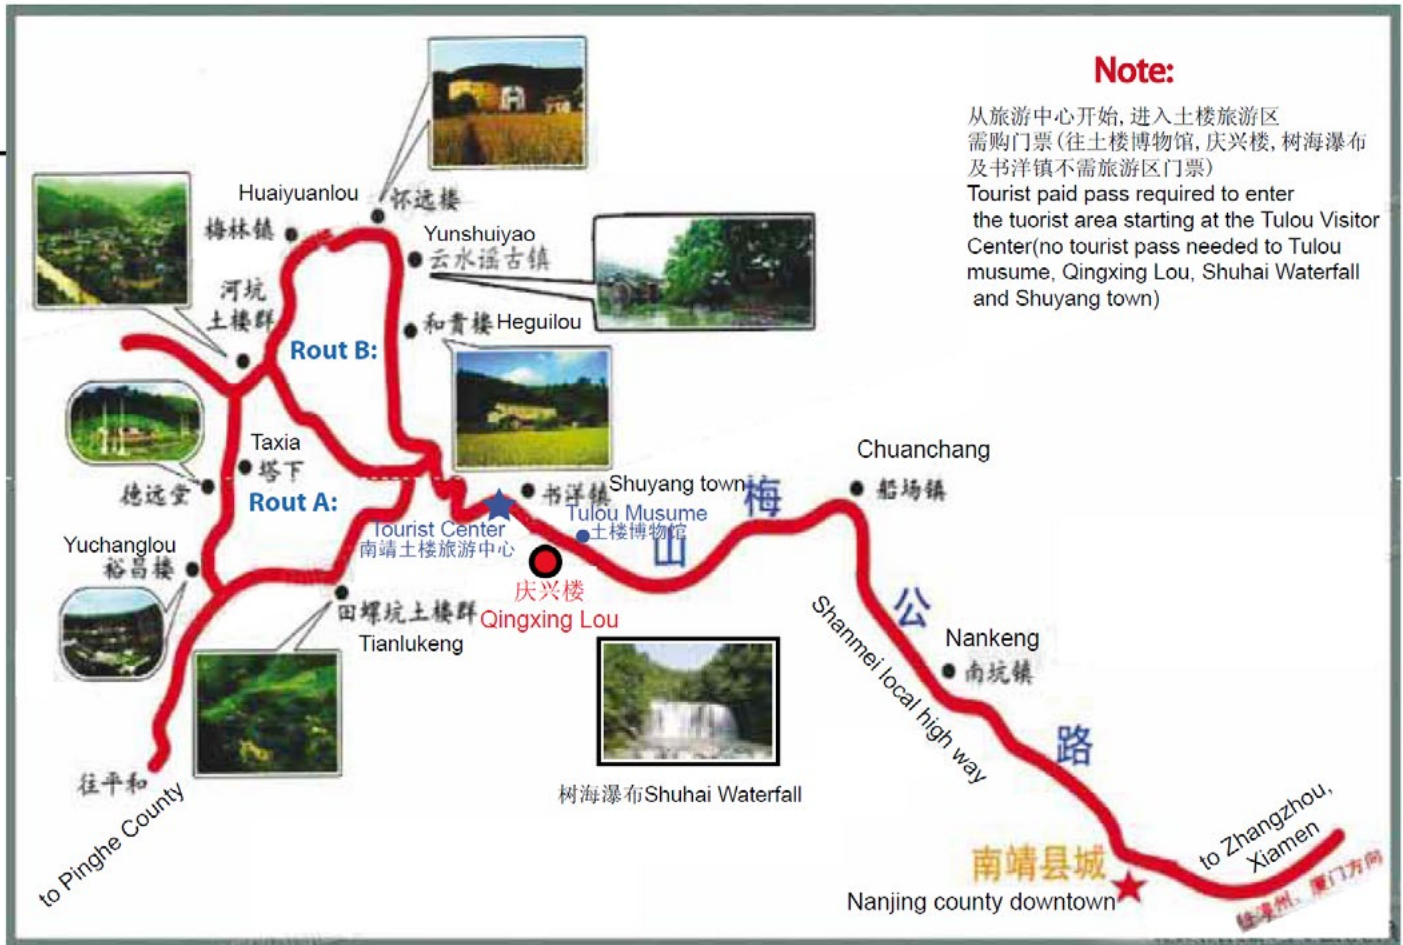 Note:
从旅游中心开始, 进入土楼旅游区
需购门票(往土楼博物馆, 庆兴楼, 树海瀑布
及书洋镇不需旅游区门票)
Tourist paid pass required to enter
the tuorist area starting at the Tulou Visitor
Center(no tourist pass needed to Tulou
musume, Qingxing Lou, Shuhai Waterfall
and Shuyang town)
Huaiyuanlou
怀远楼
梅林镇
Yunshuiyao
云水谣古镇
河坑
土楼群
和贵楼 Heguilou
Rout B:
Taxia
塔下
德远堂
Rout A:
Chuanchang
船场镇
Shuyang town
书洋镇
Tulou Musume
土楼博物馆
Tourist Center
南靖土楼旅游中心
梅
山
公
路
Yuchanglou
裕昌楼
庆兴楼
Qingxing Lou
田螺坑土楼群
Tianlukeng
Shanmei local high way
Nankeng
南坑镇
往平和
to Pinghe County
树海瀑布Shuhai Waterfall
南靖县城
Nanjing county downtown
to Zhangzhou,
Xiamen
漳州、厦门方向